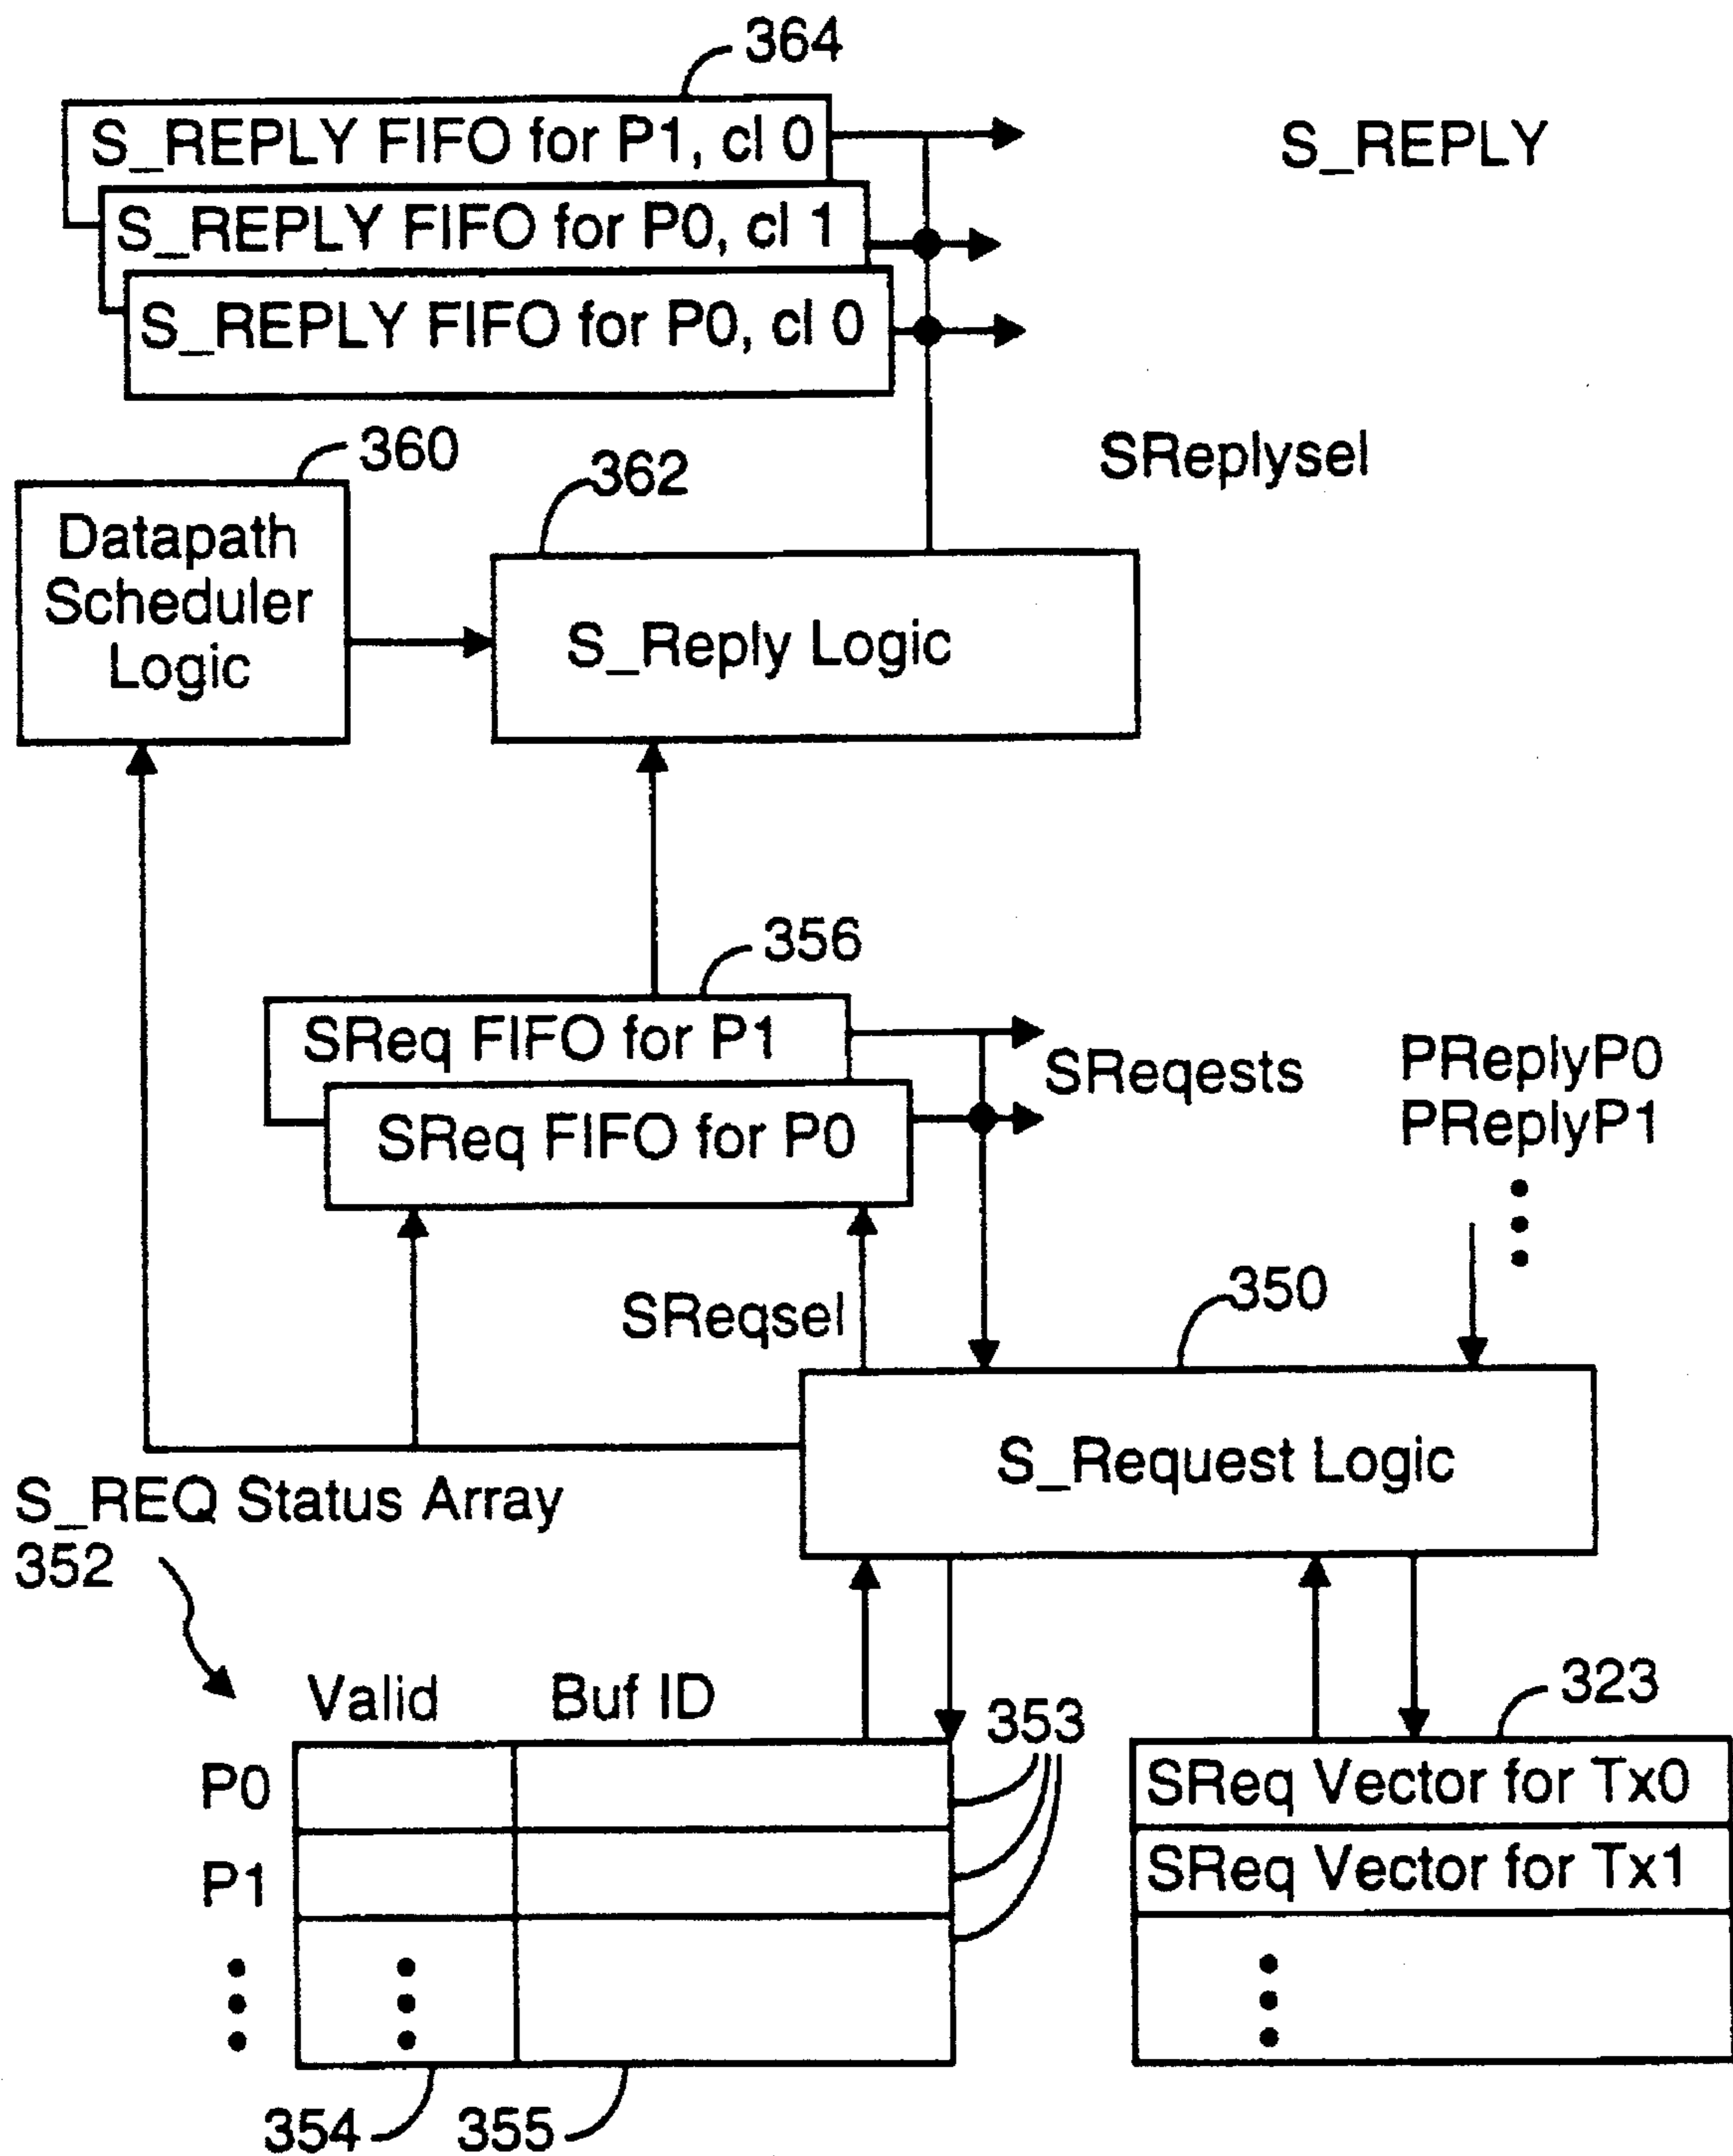 364
S_REPLY FIFO for P1, cl 0
S_REPLY
S_REPLY FIFO for P0, cl 1
S_REPLY FIFO for P0, cl 0
360
362
SReplysel
Datapath
Scheduler
Logic
S_Reply Logic
356
SReq FIFO for P1
SReqests
PReplyP0
SReq FIFO for P0
PReplyP1
SReqsel
350
S_Request Logic
S_REQ Status Array
352
Valid
Buf ID
353
323
P0
SReq Vector for Tx0
P1
SReq Vector for Tx1
354
355